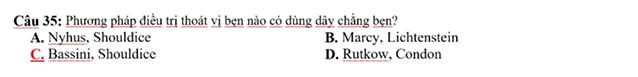 Câu 35: Phương pháp điều trị thoát vị bẹn nào có dùng dây chằng bẹn?
A. Nyhus, Shouldice B. Marcy, Lichtenstein
C. Bassini, Shouldice D. Rutkow, Condon